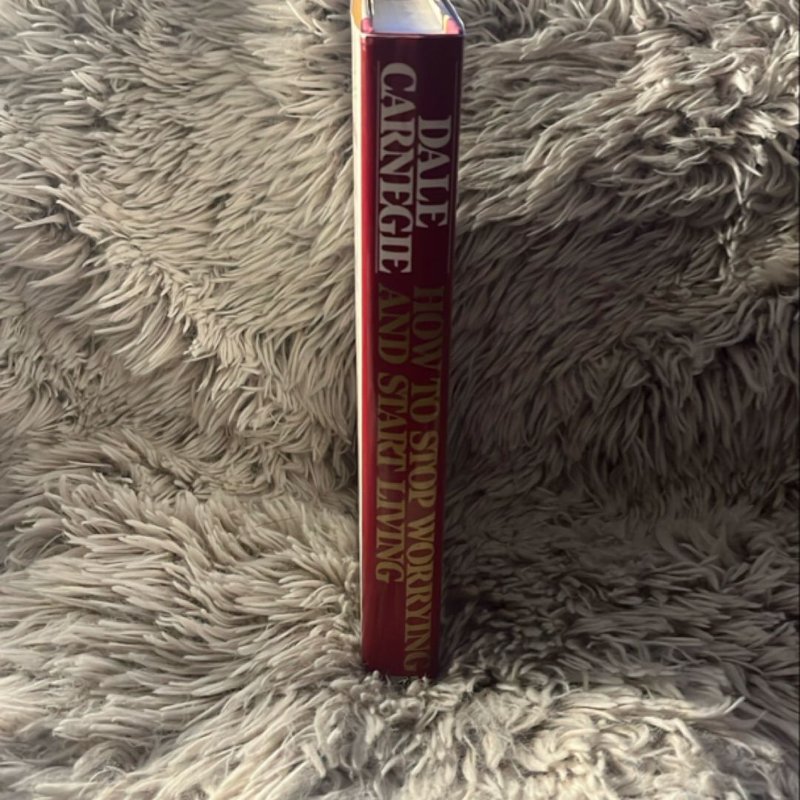 DALE
CARNEGIE
HOW TO STOP WORRYING
AND START LIVING